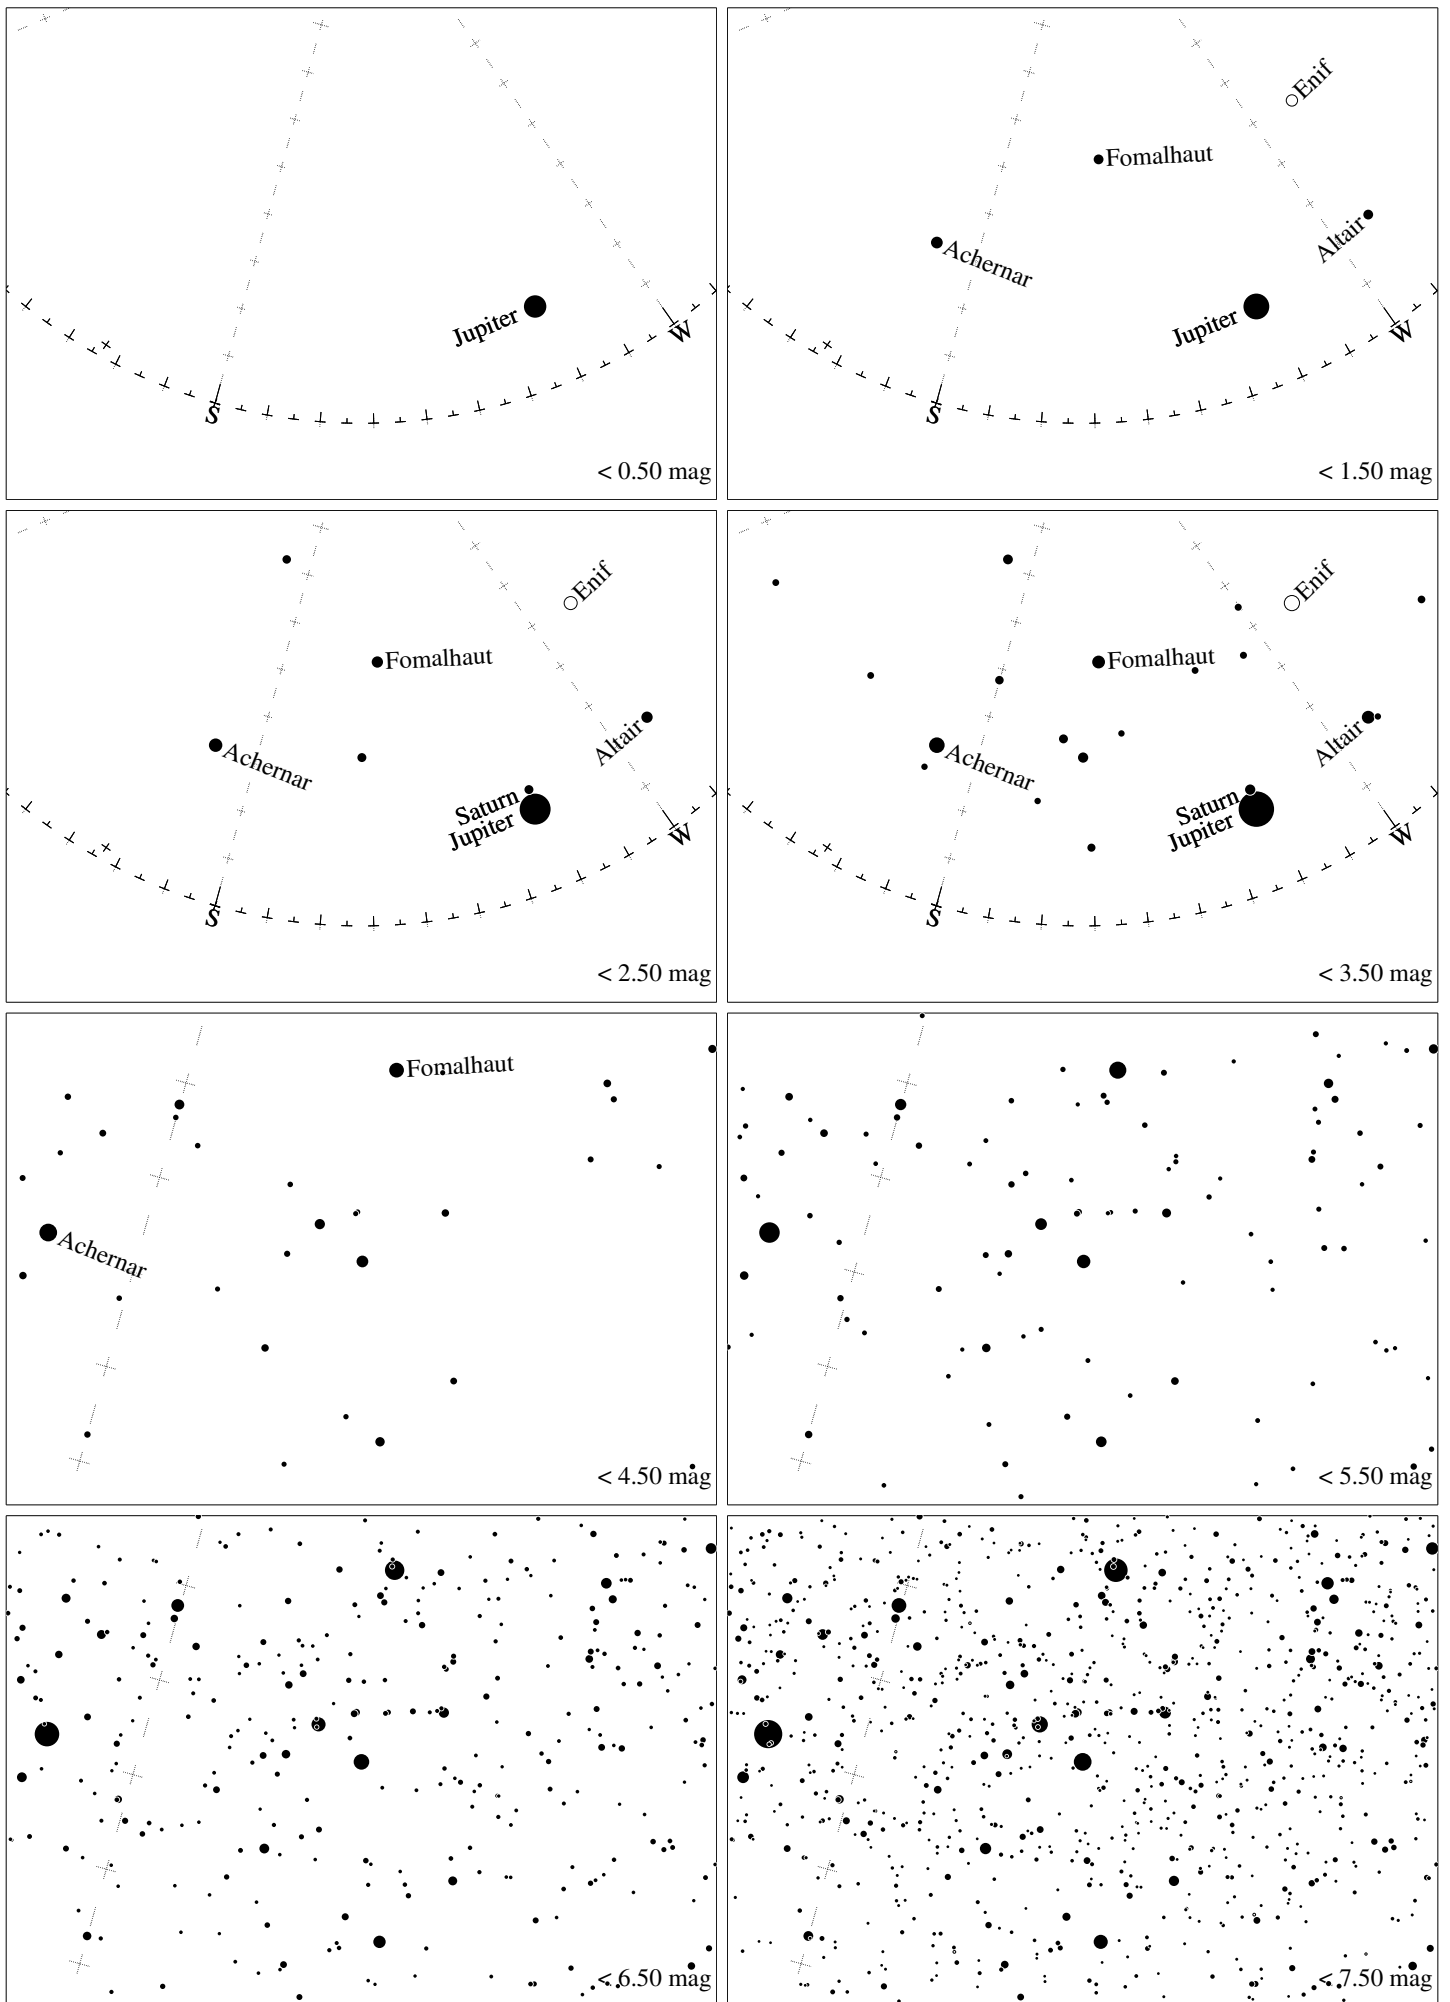 Jupiter
S
W
< 0.50 mag
Enif
Fomalhaut
Altair
Achernar
Jupiter
S
W
< 1.50 mag
Enif
Fomalhaut
Altair
Achernar
Saturn
Jupiter
S
W
< 2.50 mag
Enif
Fomalhaut
Altair
Achernar
Saturn
Jupiter
S
W
< 3.50 mag
Fomalhaut
Achernar
< 4.50 mag
< 5.50 mag
< 6.50 mag
< 7.50 mag